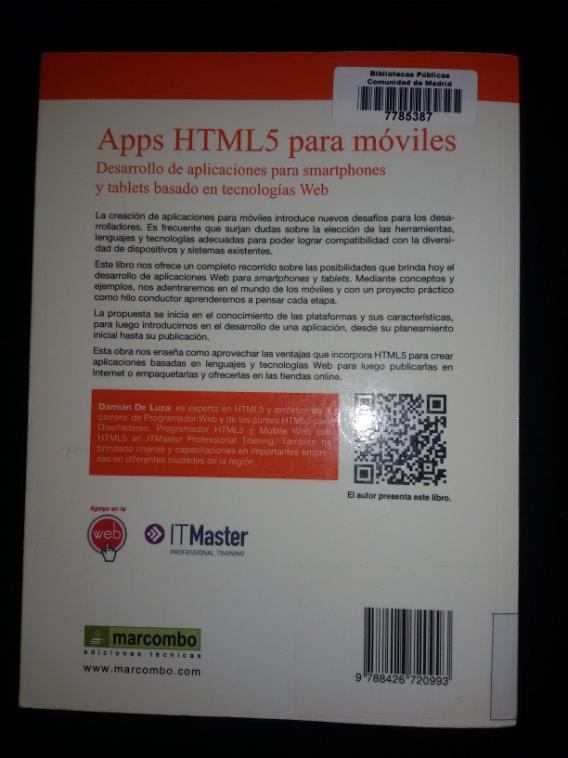 Bibliotecas Públicas
Comunidad de Madrid
7785387
Apps HTML5 para móviles
Desarrollo de aplicaciones para smartphones
y tablets basado en tecnologías Web
La creación de aplicaciones para móviles introduce nuevos desafíos para los desa-
rrolladores. Es frecuente que surjan dudas sobre la elección de las herramientas,
lenguajes y tecnologías adecuadas para poder lograr compatibilidad con la diversi-
dad de dispositivos y sistemas existentes.
Este libro nos ofrece un completo recorrido sobre las posibilidades que brinda hoy el
desarrollo de aplicaciones Web para smartphones y tablets. Mediante conceptos y
ejemplos, nos adentraremos en el mundo de los móviles y con un proyecto práctico
como hilo conductor aprenderemos a pensar cada etapa.
La propuesta se inicia en el conocimiento de las plataformas y sus características,
para luego introducirnos en el desarrollo de una aplicación, desde su planeamiento
inicial hasta su publicación.
Esta obra nos enseña como aprovechar las ventajas que incorpora HTML5 para crear
aplicaciones basadas en lenguajes y tecnologías Web para luego publicarlas en
Internet o empaquetarlas y ofrecerlas en las tiendas online.
Damián De Luca: es experto en HTML5 y profesor de la
carrera: de Programador Web y de los cursos HTML5 para
Diseñadores, Programador HTML5 y Mobile Web con
HTML5 en ITMaster Professional Training. También ha
brindado charlas y capacitaciones en importantes empre-
sas en diferentes ciudades de la región.
El autor presenta este libro.
Apoyo en la
web
ITMaster
PROFESSIONAL TRAINING
marcombo
ediciones técnicas
www.marcombo.com
9 788426 720993